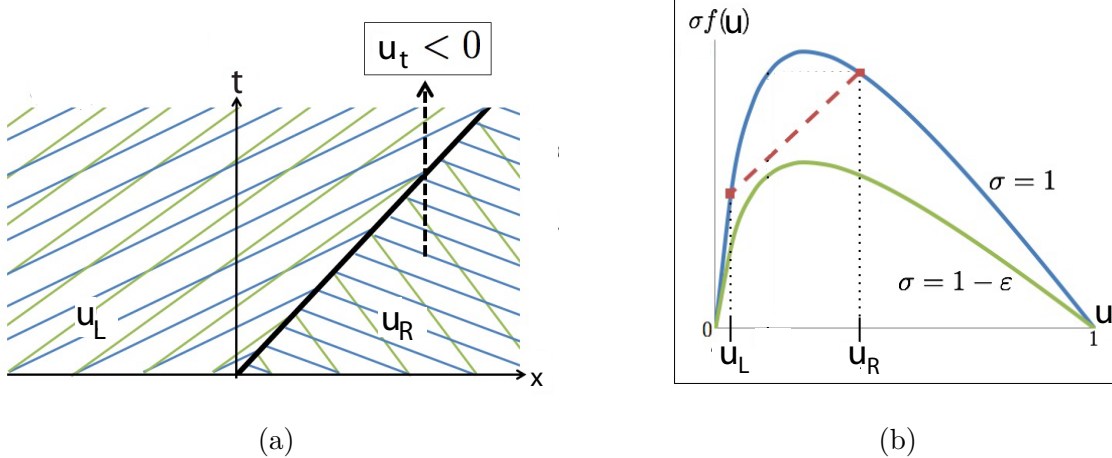 u_t < 0
t
u_L
u_R
x
(a)
σf(u)
σ = 1
σ = 1 − ε
0
u_L
u_R
1
u
(b)